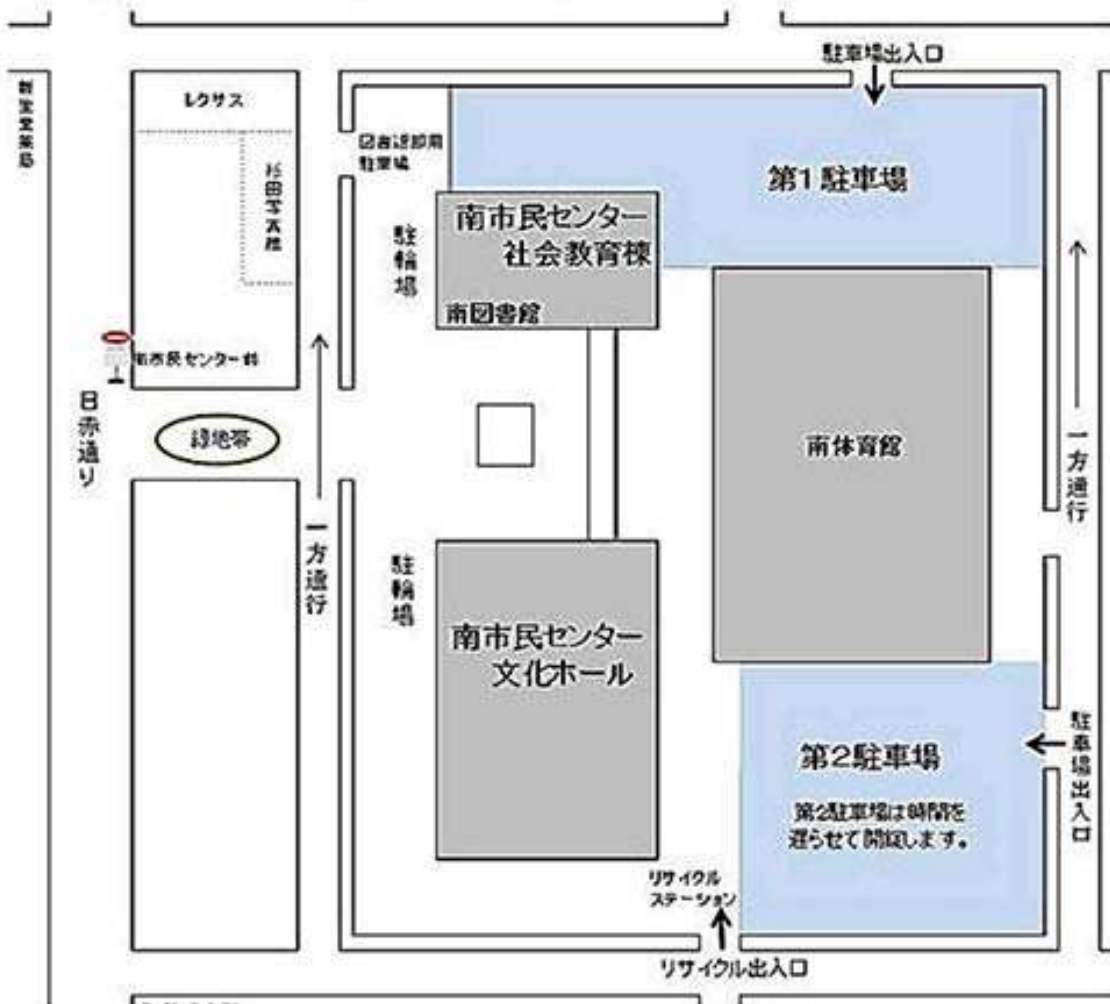 駐車場出入口
レクサス
駐車場
第1駐車場
南市民センター
社会教育棟
駐輪場
南図書館
南市民センター前
日赤通り
緑地帯
南体育館
一方通行
一方通行
駐輪場
南市民センター
文化ホール
第2駐車場
第2駐車場は時間を
遅らせて開錠します。
駐車場出入口
リサイクル
ステーション
リサイクル出入口